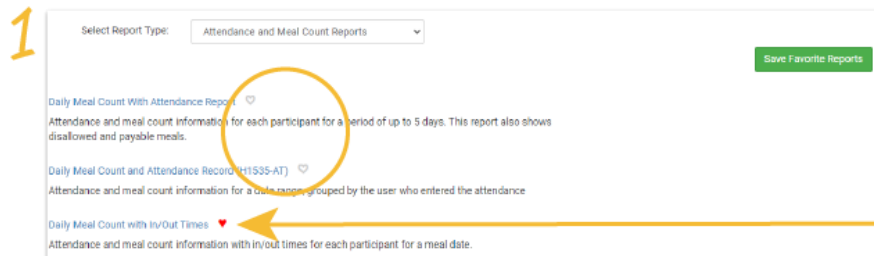 1
Select Report Type: Attendance and Meal Count Reports
Save Favorite Reports
Daily Meal Count With Attendance Report
Attendance and meal count information for each participant for a period of up to 5 days. This report also shows
disallowed and payable meals.
Daily Meal Count and Attendance Record (H1535-AT)
Attendance and meal count information for a date range, grouped by the user who entered the attendance
Daily Meal Count with In/Out Times
Attendance and meal count information with in/out times for each participant for a meal date.